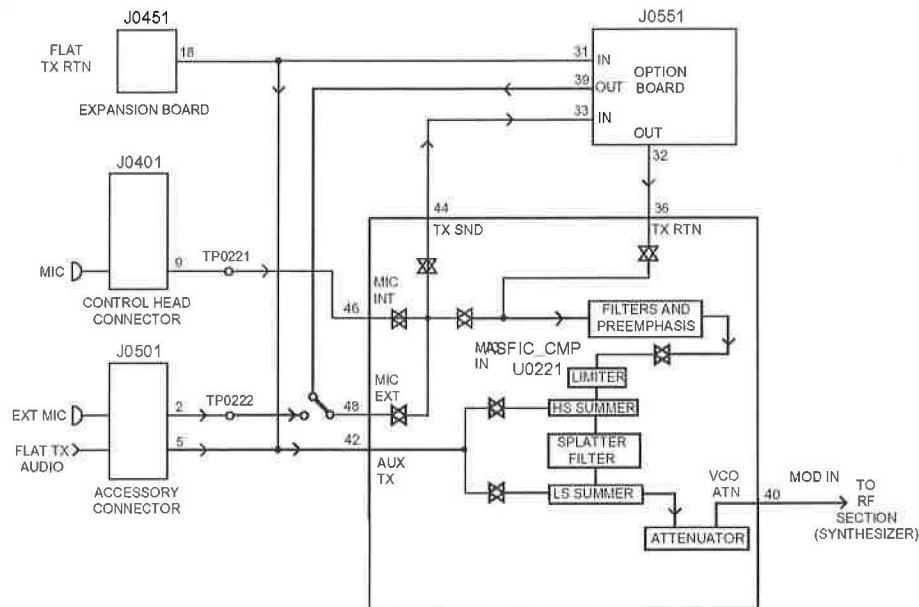 J0451
J0551
FLAT
TX RTN
18
31
IN
39
OUT
OPTION
BOARD
EXPANSION BOARD
33
IN
OUT
32
J0401
44
36
TX SND
TX RTN
MIC
9
TP0221
MIC
INT
CONTROL HEAD
CONNECTOR
46
FILTERS AND
PREEMPHASIS
MIC
IN
ASFIC_CMP
U0221
J0501
LIMITER
MIC
EXT
EXT MIC
2
TP0222
48
HS SUMMER
FLAT TX
AUDIO
5
42
SPLATTER
FILTER
AUX
TX
ACCESSORY
CONNECTOR
LS SUMMER
VCO
ATN
40
MOD IN
TO
RF
SECTION
(SYNTHESIZER)
ATTENUATOR